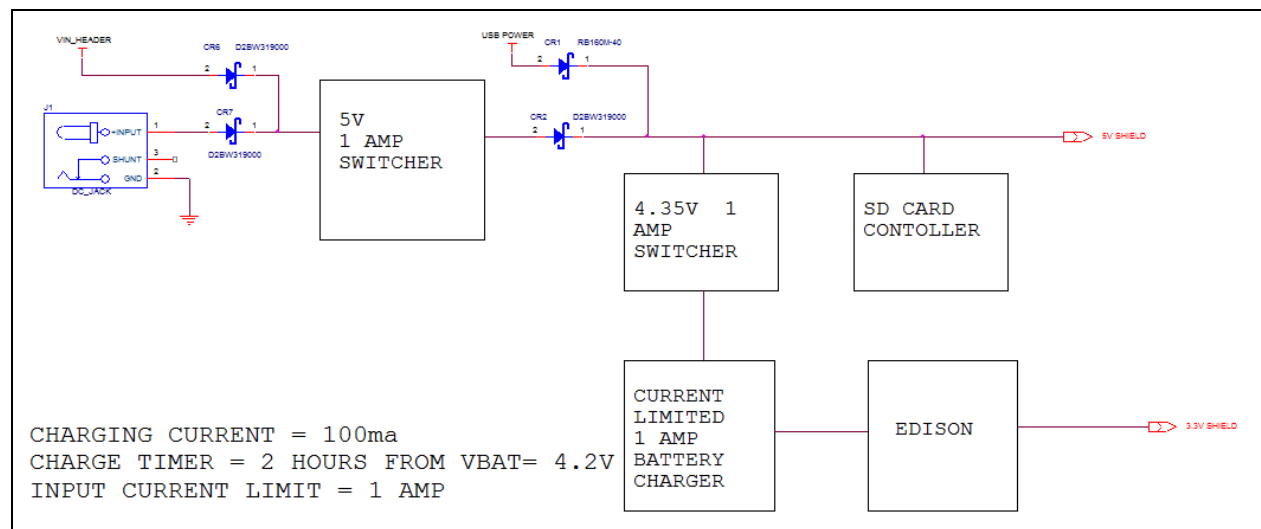 VIN_HEADER
CR6 D2BW319000
2 1
J1
+INPUT 1
SHUNT 3
GND 2
DC_JACK
CR7
2 1
D2BW319000
5V
1 AMP
SWITCHER
USB POWER
CR1 RB160M-40
2 1
CR2 D2BW319000
2 1
5V SHIELD
4.35V 1
AMP
SWITCHER
SD CARD
CONTOLLER
CURRENT
LIMITED
1 AMP
BATTERY
CHARGER
EDISON
3.3V SHIELD
CHARGING CURRENT = 100ma
CHARGE TIMER = 2 HOURS FROM VBAT= 4.2V
INPUT CURRENT LIMIT = 1 AMP